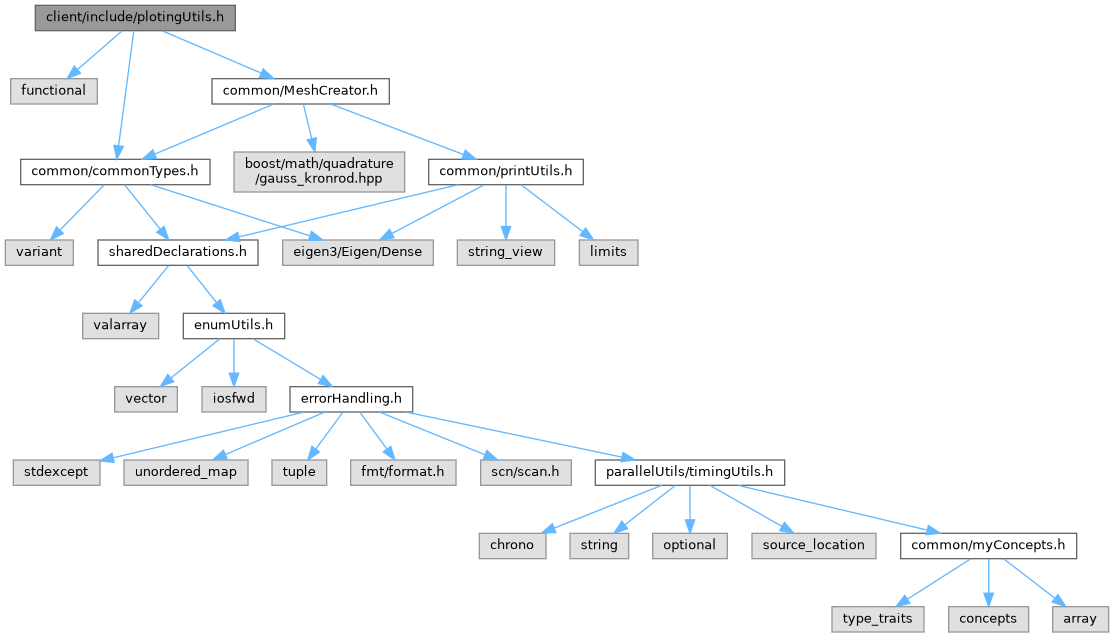 client/include/plotingUtils.h
functional
common/MeshCreator.h
common/commonTypes.h
boost/math/quadrature
/gauss_kronrod.hpp
common/printUtils.h
variant
sharedDeclarations.h
eigen3/Eigen/Dense
string_view
limits
valarray
enumUtils.h
vector
iosfwd
errorHandling.h
stdexcept
unordered_map
tuple
fmt/format.h
scn/scan.h
parallelUtils/timingUtils.h
chrono
string
optional
source_location
common/myConcepts.h
type_traits
concepts
array